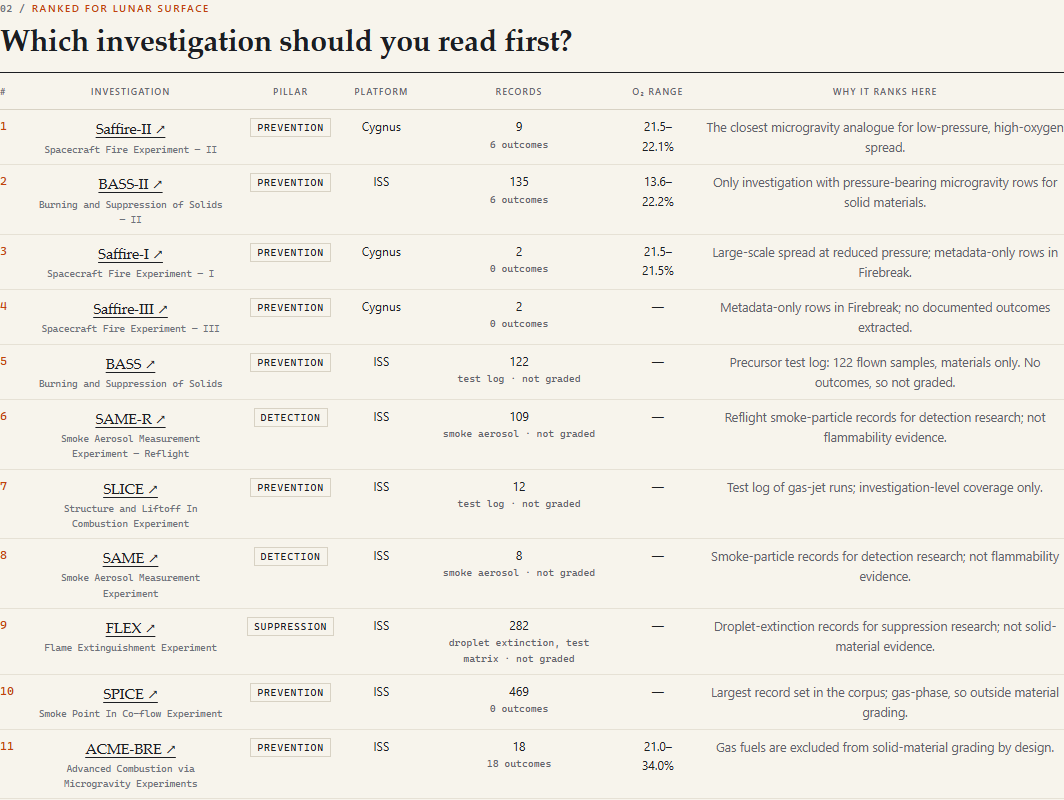 02 / RANKED FOR LUNAR SURFACE
Which investigation should you read first?
# INVESTIGATION PILLAR PLATFORM RECORDS O₂ RANGE WHY IT RANKS HERE
1 Saffire-II ↗ PREVENTION Cygnus 9 21.5– The closest microgravity analogue for low-pressure, high-oxygen
Spacecraft Fire Experiment — II 6 outcomes 22.1% spread.
2 BASS-II ↗ PREVENTION ISS 135 13.6– Only investigation with pressure-bearing microgravity rows for
Burning and Suppression of Solids 6 outcomes 22.2% solid materials.
— II
3 Saffire-I ↗ PREVENTION Cygnus 2 21.5– Large-scale spread at reduced pressure; metadata-only rows in
Spacecraft Fire Experiment — I 0 outcomes 21.5% Firebreak.
4 Saffire-III ↗ PREVENTION Cygnus 2 — Metadata-only rows in Firebreak; no documented outcomes
Spacecraft Fire Experiment — III 0 outcomes extracted.
5 BASS ↗ PREVENTION ISS 122 — Precursor test log: 122 flown samples, materials only. No
Burning and Suppression of Solids test log · not graded outcomes, so not graded.
6 SAME-R ↗ DETECTION ISS 109 — Reflight smoke-particle records for detection research; not
Smoke Aerosol Measurement smoke aerosol · not graded flammability evidence.
Experiment — Reflight
7 SLICE ↗ PREVENTION ISS 12 — Test log of gas-jet runs; investigation-level coverage only.
Structure and Liftoff In test log · not graded
Combustion Experiment
8 SAME ↗ DETECTION ISS 8 — Smoke-particle records for detection research; not flammability
Smoke Aerosol Measurement smoke aerosol · not graded evidence.
Experiment
9 FLEX ↗ SUPPRESSION ISS 282 — Droplet-extinction records for suppression research; not solid-
Flame Extinguishment Experiment droplet extinction, test material evidence.
matrix · not graded
10 SPICE ↗ PREVENTION ISS 469 — Largest record set in the corpus; gas-phase, so outside material
Smoke Point In Co-flow Experiment 0 outcomes grading.
11 ACME-BRE ↗ PREVENTION ISS 18 21.0– Gas fuels are excluded from solid-material grading by design.
Advanced Combustion via 18 outcomes 34.0%
Microgravity Experiments